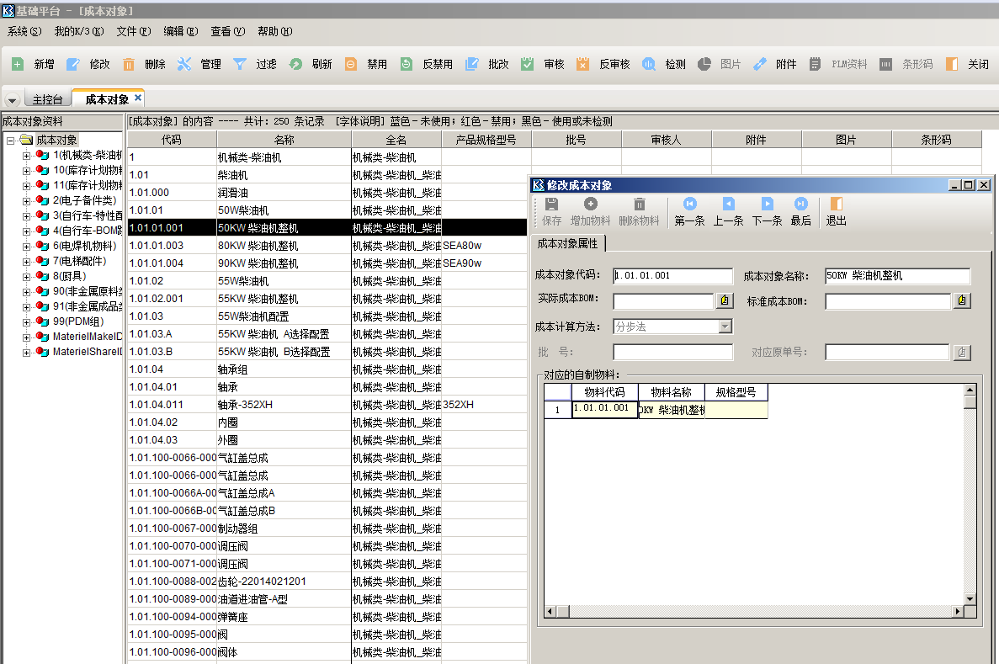 基础平台 - [成本对象]
系统(S) 我的K/3(K) 文件(F) 编辑(E) 查看(V) 帮助(H)
新增 修改 删除 管理 过滤 刷新 禁用 反禁用 批改 审核 反审核 检测 图片 附件 PLM资料 条形码 关闭
主控台 成本对象
成本对象资料
成本对象
1(机械类-柴油机
10(库存计划物料
11(库存计划物料
2(电子备件类)
3(自行车-特性配
4(自行车-BOM
6(电焊机物料)
7(电梯配件)
8(厨具)
90(非金属原料类
91(非金属成品类
99(PDM组)
MaterielMakeID
MaterielShareID
[成本对象] 的内容 ---- 共计: 250 条记录 [字体说明] 蓝色-未使用; 红色-禁用; 黑色-使用或未检测
代码 名称 全名 产品规格型号 批号 审核人 附件 图片 条形码
1 机械类-柴油机 机械类-柴油机
1.01 柴油机 机械类-柴油机_柴油
1.01.000 润滑油 机械类-柴油机_柴油
1.01.01 50W柴油机 机械类-柴油机_柴油
1.01.01.001 50KW 柴油机整机 机械类-柴油机_柴油
1.01.01.003 80KW 柴油机整机 机械类-柴油机_柴油 SEA80w
1.01.01.004 90KW 柴油机整机 机械类-柴油机_柴油 SEA90w
1.01.02 55W柴油机 机械类-柴油机_柴油
1.01.02.001 55KW 柴油机整机 机械类-柴油机_柴油
1.01.03 55W柴油机配置 机械类-柴油机_柴油
1.01.03.A 55KW 柴油机 A选择配置 机械类-柴油机_柴油
1.01.03.B 55KW 柴油机 B选择配置 机械类-柴油机_柴油
1.01.04 轴承组 机械类-柴油机_柴油
1.01.04.01 轴承 机械类-柴油机_柴油
1.01.04.011 轴承-352XH 机械类-柴油机_柴油 352XH
1.01.04.02 内圈 机械类-柴油机_柴油
1.01.04.03 外圈 机械类-柴油机_柴油
1.01.100-0066-000 气缸盖总成 机械类-柴油机_柴油
1.01.100-0066-000 气缸盖总成 机械类-柴油机_柴油
1.01.100-0066A-00 气缸盖总成A 机械类-柴油机_柴油
1.01.100-0066B-00 气缸盖总成B 机械类-柴油机_柴油
1.01.100-0067-000 制动器组 机械类-柴油机_柴油
1.01.100-0070-000 调压阀 机械类-柴油机_柴油
1.01.100-0071-000 调压阀 机械类-柴油机_柴油
1.01.100-0088-002 齿轮-22014021201 机械类-柴油机_柴油
1.01.100-0089-000 油道进油管-A型 机械类-柴油机_柴油
1.01.100-0094-000 弹簧座 机械类-柴油机_柴油
1.01.100-0095-000 阀 机械类-柴油机_柴油
1.01.100-0096-000 阀体 机械类-柴油机_柴油
修改成本对象
保存 增加物料 删除物料 第一条 上一条 下一条 最后 退出
成本对象属性
成本对象代码: 1.01.01.001 成本对象名称: 50KW 柴油机整机
实际成本BOM: 标准成本BOM:
成本计算方法: 分步法
批 号: 对应原单号:
对应的自制物料:
物料代码 物料名称 规格型号
1 1.01.01.001 0KW 柴油机整机